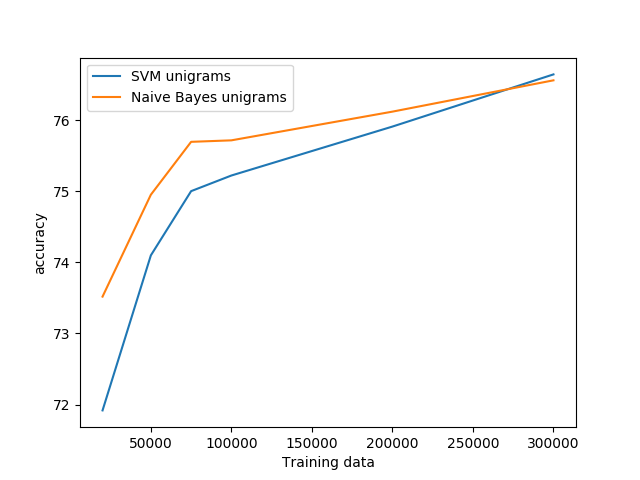 SVM unigrams
Naive Bayes unigrams
76
75
74
73
72
accuracy
50000 100000 150000 200000 250000 300000
Training data